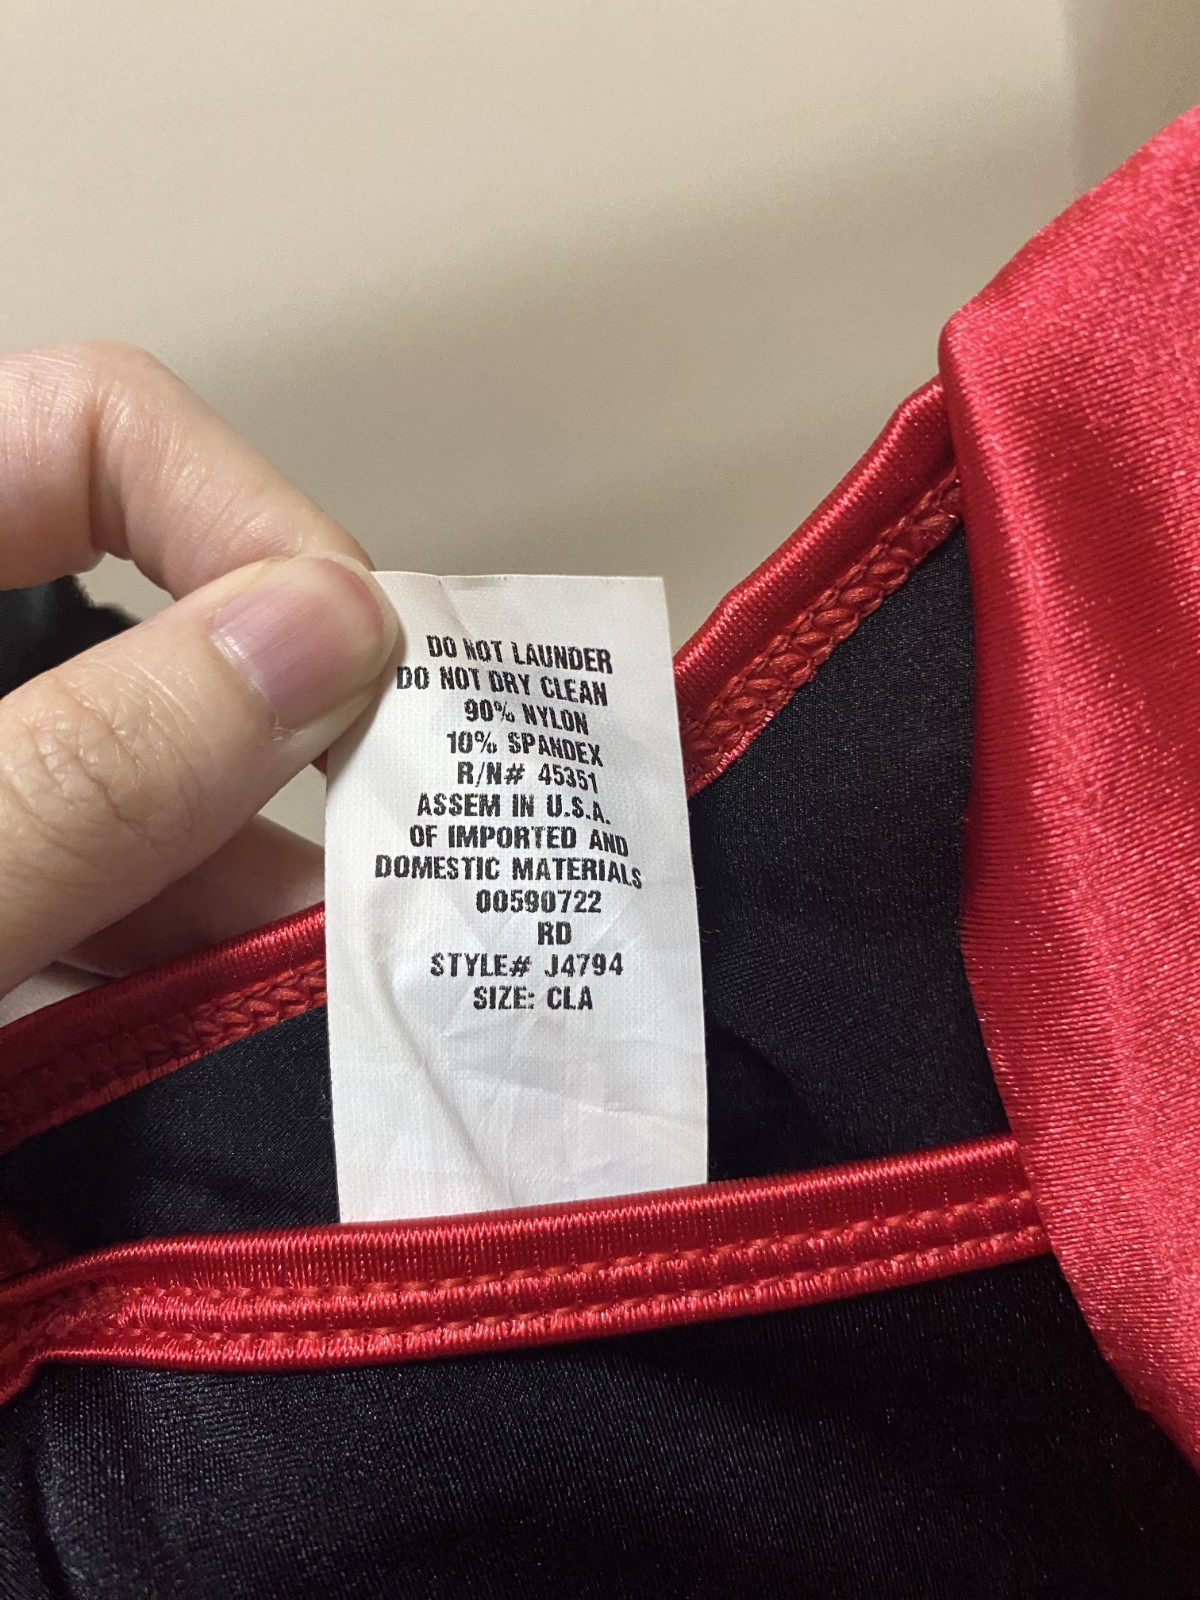 DO NOT LAUNDER
DO NOT DRY CLEAN
90% NYLON
10% SPANDEX
R/N# 45351
ASSEM IN U.S.A.
OF IMPORTED AND
DOMESTIC MATERIALS
00590722
RD
STYLE# J4794
SIZE: CLA